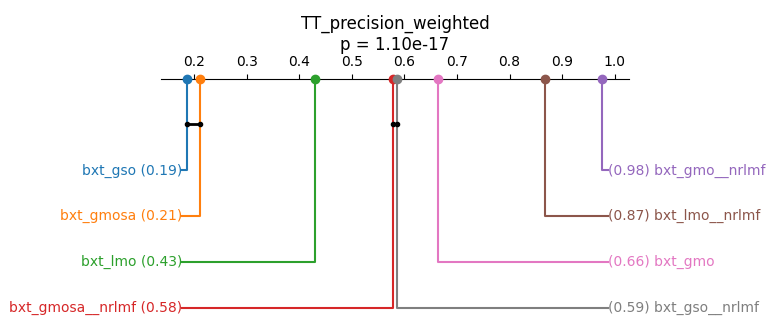 TT_precision_weighted
p = 1.10e-17
0.2 0.3 0.4 0.5 0.6 0.7 0.8 0.9 1.0
bxt_gso (0.19) (0.98) bxt_gmo__nrlmf
bxt_gmosa (0.21) (0.87) bxt_lmo__nrlmf
bxt_lmo (0.43) (0.66) bxt_gmo
bxt_gmosa__nrlmf (0.58) (0.59) bxt_gso__nrlmf